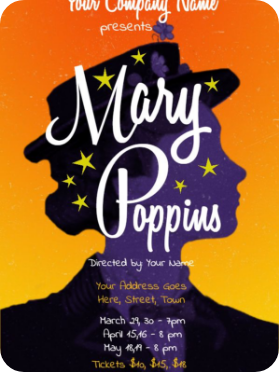 Your Company Name
presents
Mary
Poppins
Directed by Your Name
Your Address Goes
Here, Street, Town
March 29, 30 - 7pm
April 15,16 - 8 pm
May 18,19 - 8 pm
Tickets $10, $15, $18